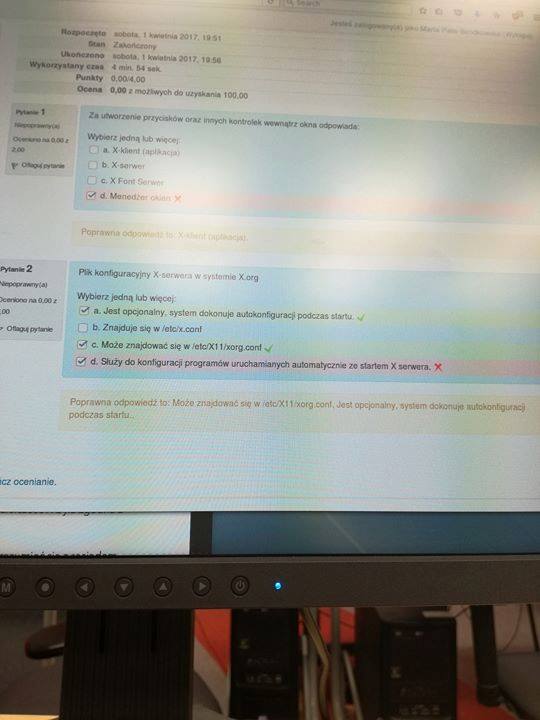 Search
Jesteś zalogowany(a) jako Marta
Rozpoczęto sobota, 1 kwietnia 2017, 19:51
Stan Zakończony
Ukończono sobota, 1 kwietnia 2017, 19:56
Wykorzystany czas 4 min. 54 sek.
Punkty 0,00/4,00
Ocena 0,00 z możliwych do uzyskania 100,00
Pytanie 1
Niepoprawny(a)
Oceniono na 0,00 z
2,00
Oflaguj pytanie
Za utworzenie przycisków oraz innych kontrolek wewnątrz okna odpowiada:
Wybierz jedną lub więcej:
a. X-klient (aplikacja)
b. X-serwer
c. X Font Serwer
d. Menedżer okien
Poprawna odpowiedź to: X-klient (aplikacja).
Pytanie 2
Niepoprawny(a)
Oceniono na 0,00 z
,00
Oflaguj pytanie
Plik konfiguracyjny X-serwera w systemie X.org
Wybierz jedną lub więcej:
a. Jest opcjonalny, system dokonuje autokonfiguracji podczas startu.
b. Znajduje się w /etc/x.conf
c. Może znajdować się w /etc/X11/xorg.conf
d. Służy do konfiguracji programów uruchamianych automatycznie ze startem X serwera.
Poprawna odpowiedź to: Może znajdować się w /etc/X11/xorg.conf, Jest opcjonalny, system dokonuje autokonfiguracji
podczas startu..
icz ocenianie.
M